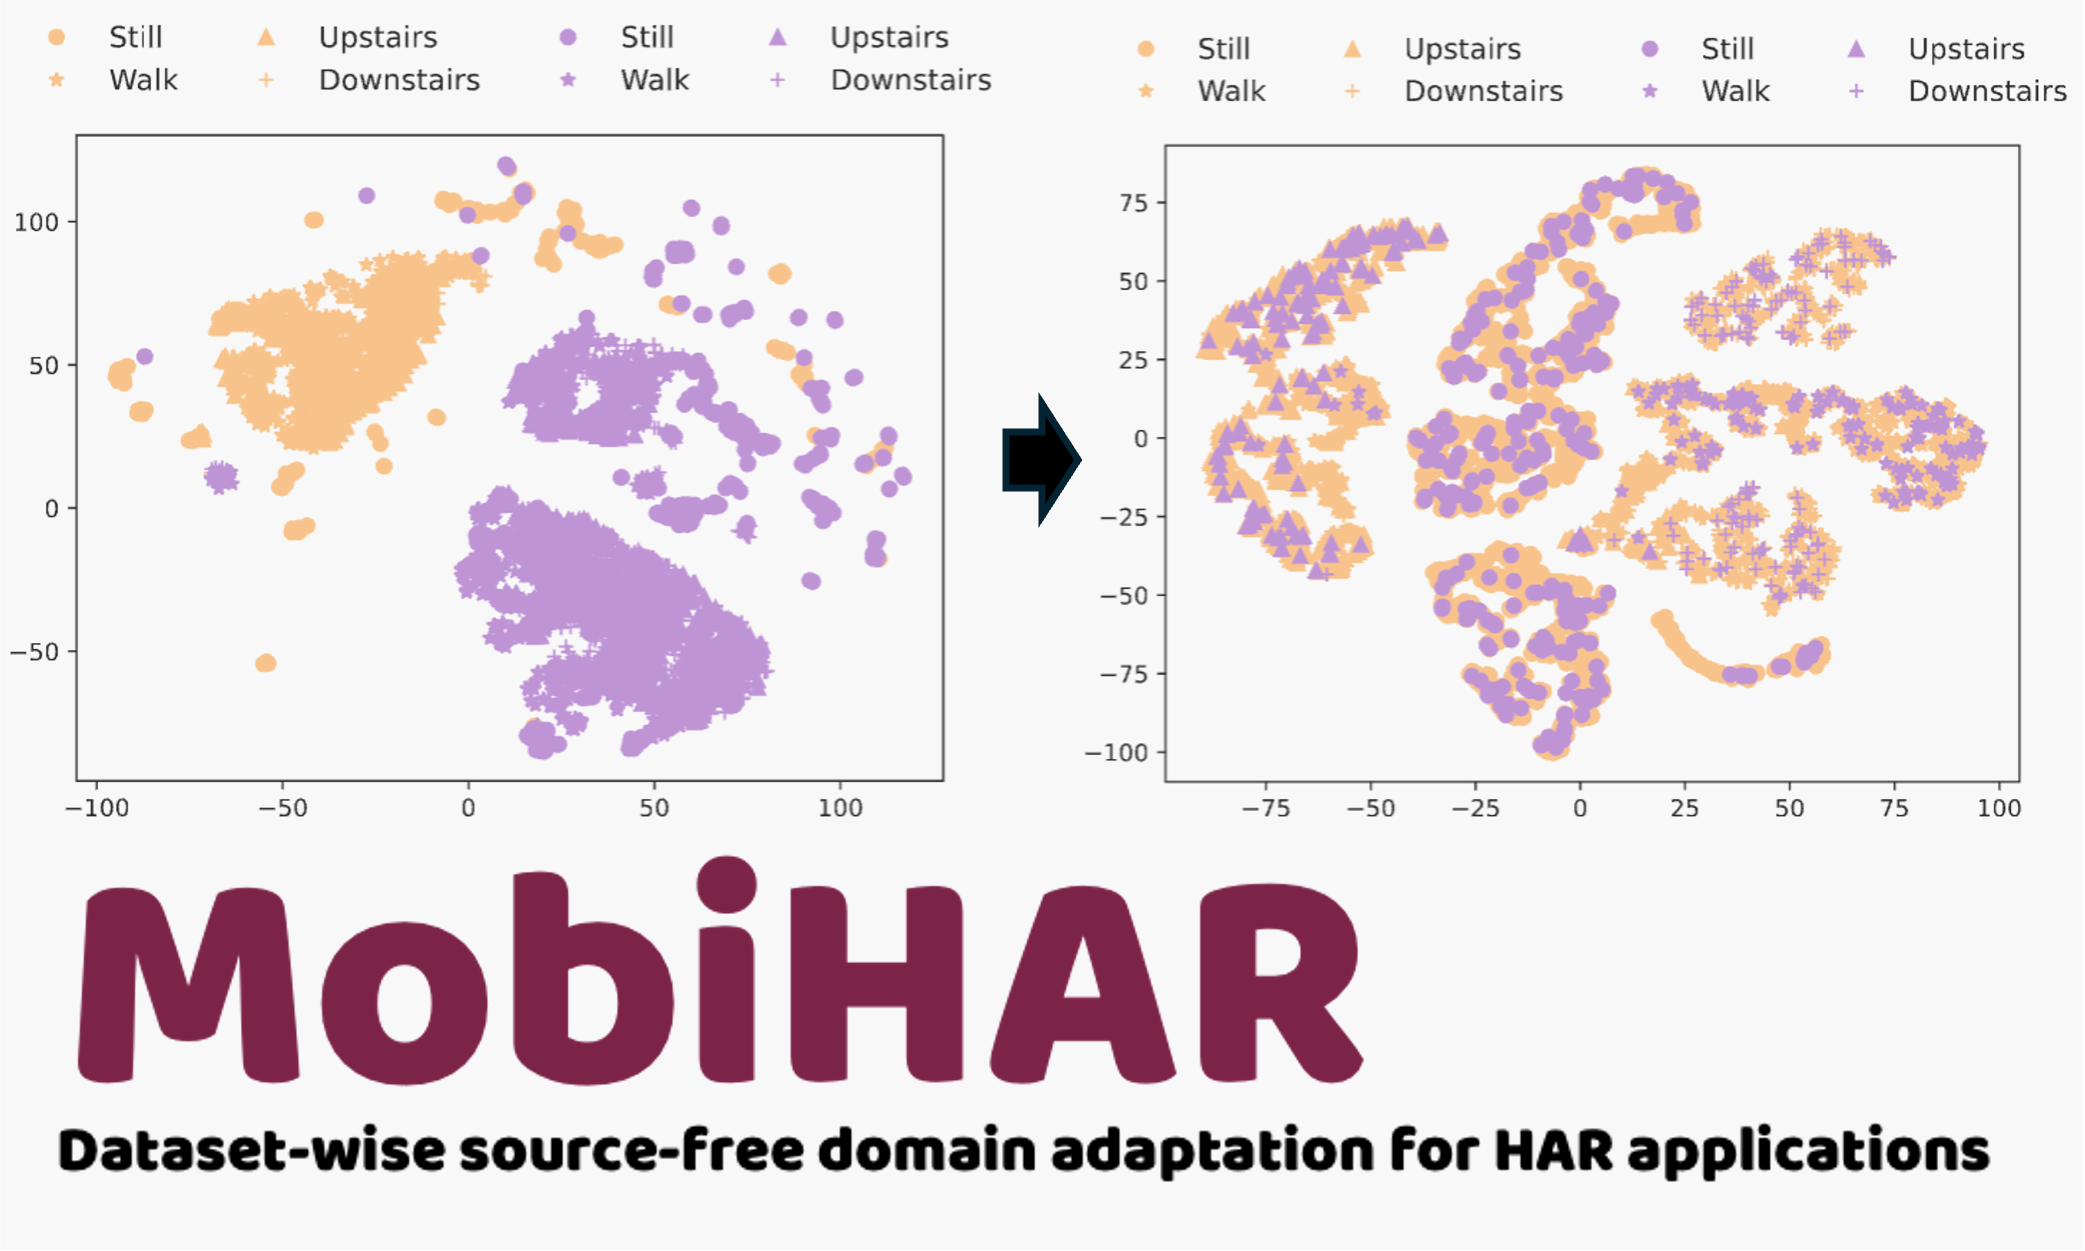 Still Upstairs Still Upstairs
Walk Downstairs Walk Downstairs
Still Upstairs Still Upstairs
Walk Downstairs Walk Downstairs
100
50
0
−50
−100 −50 0 50 100
75
50
25
0
−25
−50
−75
−100
−75 −50 −25 0 25 50 75 100
MobiHAR
Dataset-wise source-free domain adaptation for HAR applications